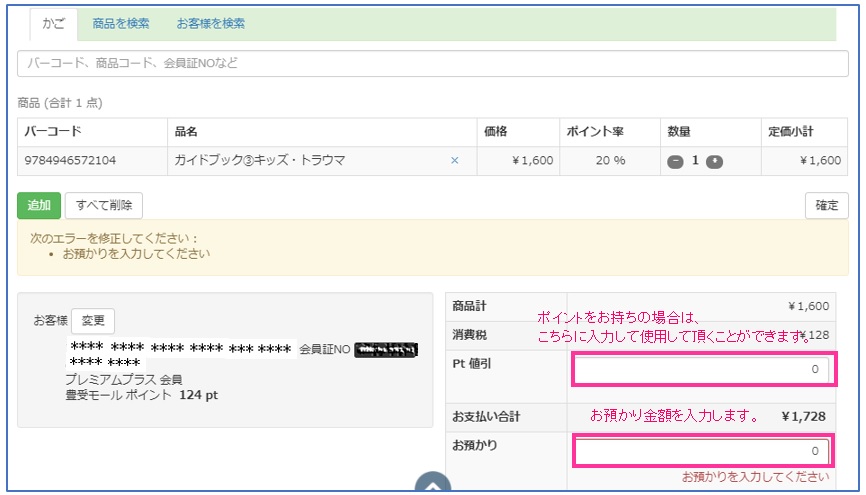 かご 商品を検索 お客様を検索
バーコード、商品コード、会員証NOなど
商品 (合計 1 点)
バーコード 品名 価格 ポイント率 数量 定価小計
9784946572104 ガイドブック③キッズ・トラウマ × ￥1,600 20 % − 1 + ￥1,600
追加 すべて削除 確定
次のエラーを修正してください：
• お預かりを入力してください
お客様 変更
**** **** **** **** *** **** 会員証NO
**** ****
プレミアムプラス 会員
豊受モール ポイント 124 pt
商品計 ￥1,600
ポイントをお持ちの場合は、
消費税 ￥128
こちらに入力して使用して頂くことができます。
Pt 値引 0
お支払い合計 お預かり金額を入力します。 ￥1,728
お預かり 0
お預かりを入力してください